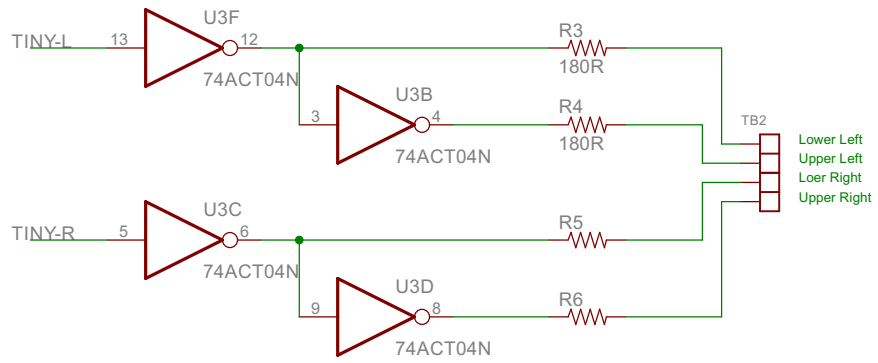 U3F
TINY-L
13
12
74ACT04N
R3
180R
U3B
3
4
74ACT04N
R4
180R
TB2
Lower Left
Upper Left
Loer Right
Upper Right
U3C
TINY-R
5
6
74ACT04N
R5
U3D
9
8
74ACT04N
R6